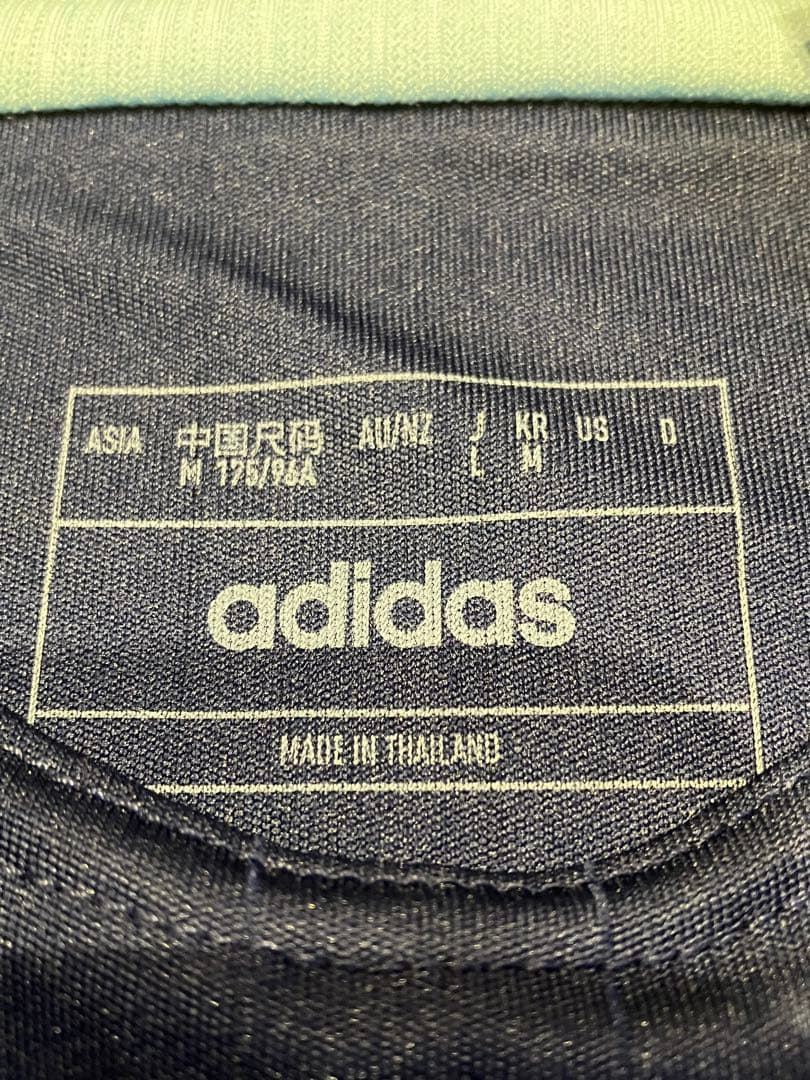 ASIA 中国尺码 AU/NZ J KR US D
M 175/96A L M
adidas
MADE IN THAILAND